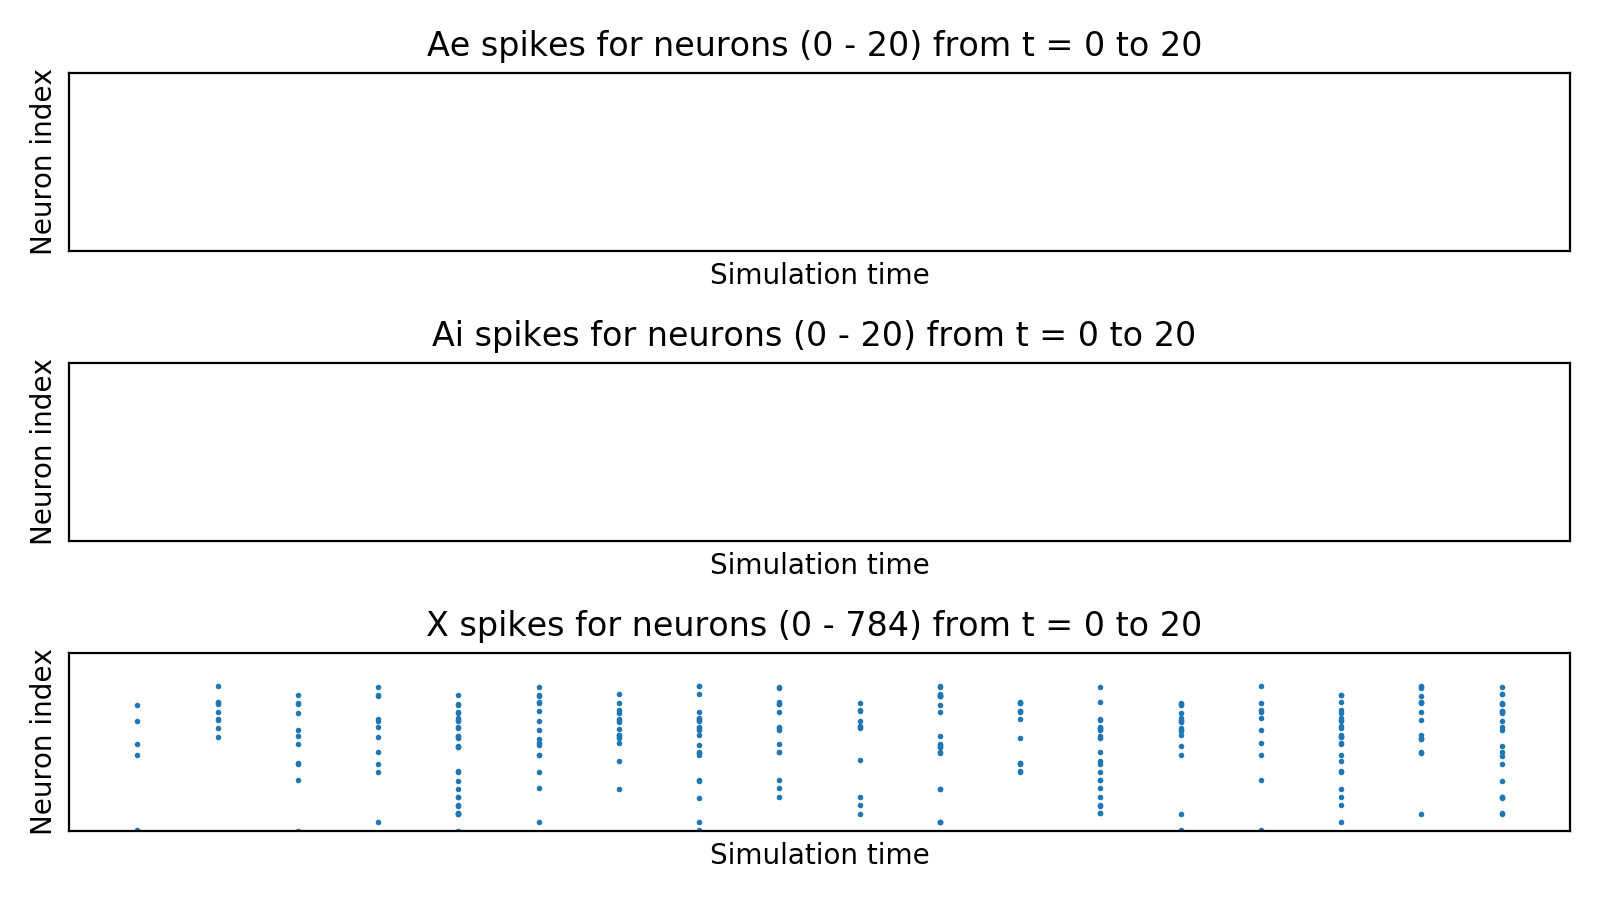 Ae spikes for neurons (0 - 20) from t = 0 to 20
Neuron index
Simulation time
Ai spikes for neurons (0 - 20) from t = 0 to 20
Neuron index
Simulation time
X spikes for neurons (0 - 784) from t = 0 to 20
Neuron index
Simulation time